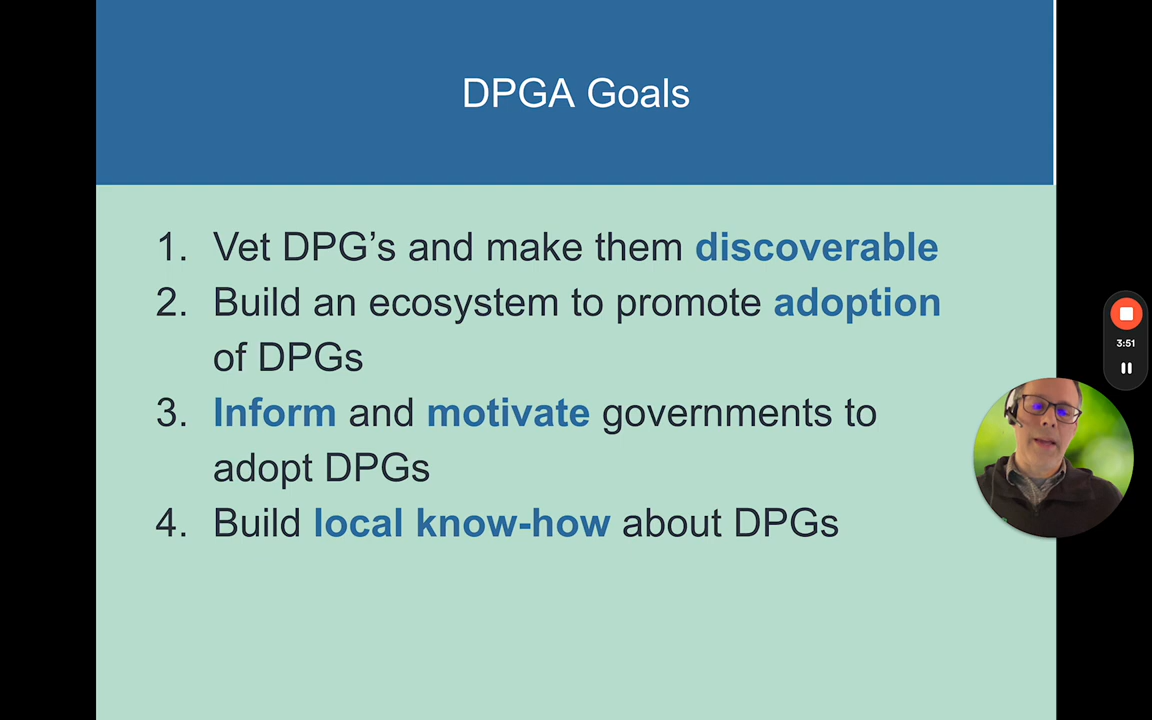 DPGA Goals
1. Vet DPG’s and make them discoverable
2. Build an ecosystem to promote adoption
of DPGs
3. Inform and motivate governments to
adopt DPGs
4. Build local know-how about DPGs
3:51